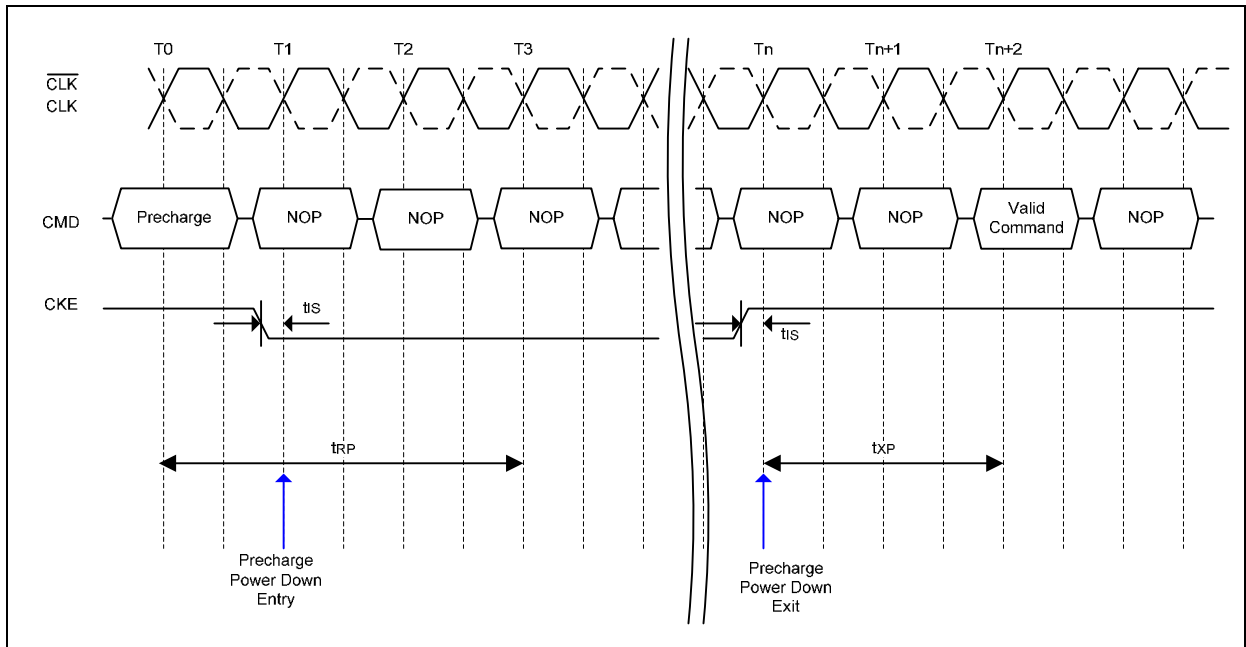 T0 T1 T2 T3 Tn Tn+1 Tn+2
CLK
CLK
CMD Precharge NOP NOP NOP NOP NOP Valid Command NOP
CKE tIS tIS
tRP tXP
Precharge
Power Down
Entry
Precharge
Power Down
Exit